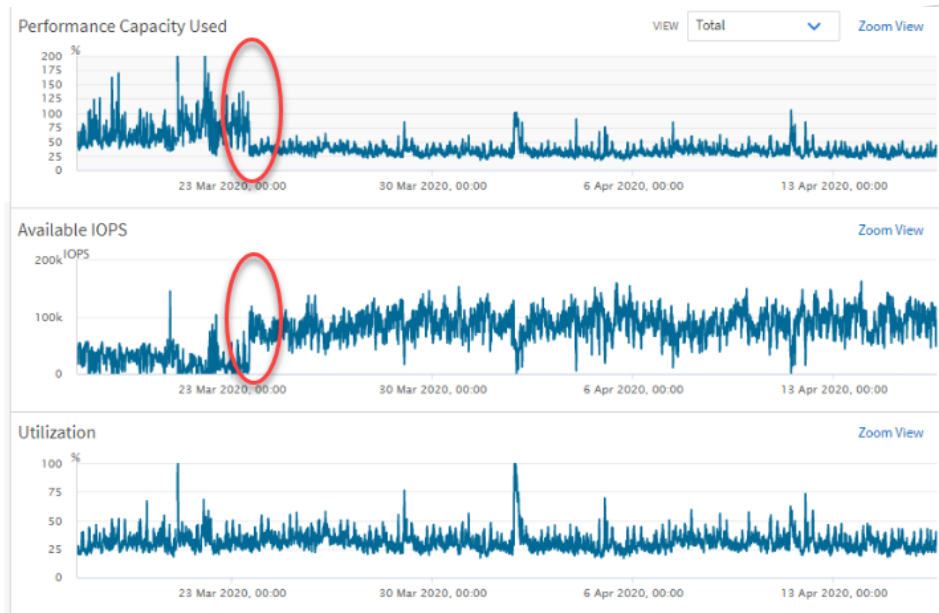 Performance Capacity Used VIEW Total Zoom View
%
200
175
150
125
100
75
50
25
0
23 Mar 2020, 00:00 30 Mar 2020, 00:00 6 Apr 2020, 00:00 13 Apr 2020, 00:00
Available IOPS Zoom View
IOPS
200k
100k
0
23 Mar 2020, 00:00 30 Mar 2020, 00:00 6 Apr 2020, 00:00 13 Apr 2020, 00:00
Utilization Zoom View
%
100
75
50
25
0
23 Mar 2020, 00:00 30 Mar 2020, 00:00 6 Apr 2020, 00:00 13 Apr 2020, 00:00